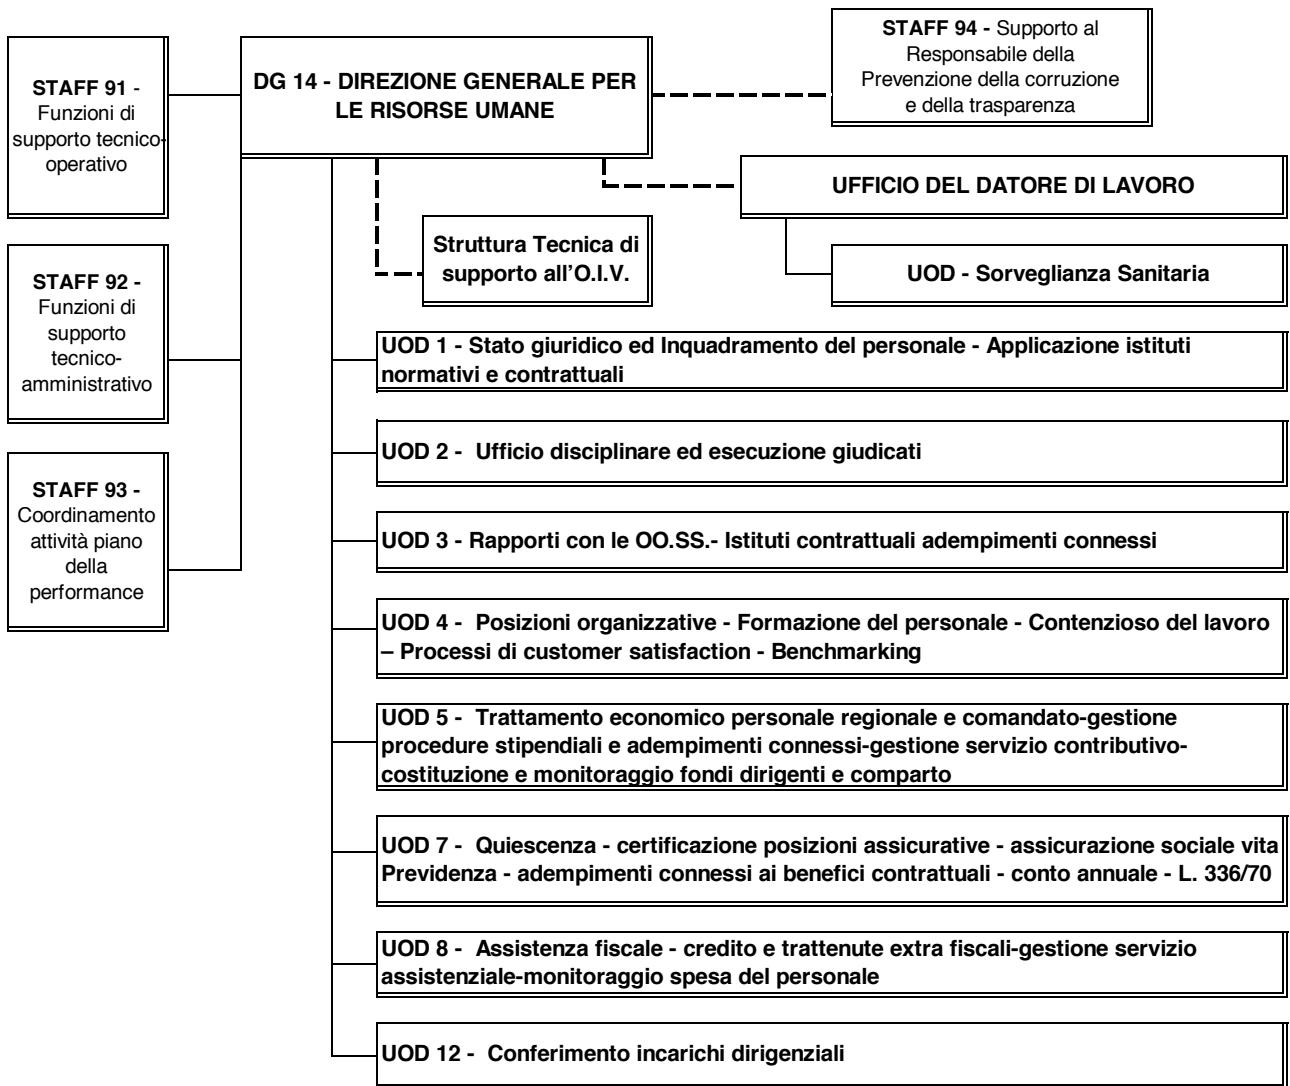 STAFF 91 -
Funzioni di
supporto tecnico-
operativo
DG 14 - DIREZIONE GENERALE PER
LE RISORSE UMANE
STAFF 94 - Supporto al
Responsabile della
Prevenzione della corruzione
e della trasparenza
UFFICIO DEL DATORE DI LAVORO
STAFF 92 -
Funzioni di
supporto
tecnico-
amministrativo
Struttura Tecnica di
supporto all'O.I.V.
UOD - Sorveglianza Sanitaria
STAFF 93 -
Coordinamento
attività piano
della
performance
UOD 1 - Stato giuridico ed Inquadramento del personale - Applicazione istituti
normativi e contrattuali
UOD 2 - Ufficio disciplinare ed esecuzione giudicati
UOD 3 - Rapporti con le OO.SS.- Istituti contrattuali adempimenti connessi
UOD 4 - Posizioni organizzative - Formazione del personale - Contenzioso del lavoro
– Processi di customer satisfaction - Benchmarking
UOD 5 - Trattamento economico personale regionale e comandato-gestione
procedure stipendiali e adempimenti connessi-gestione servizio contributivo-
costituzione e monitoraggio fondi dirigenti e comparto
UOD 7 - Quiescenza - certificazione posizioni assicurative - assicurazione sociale vita
Previdenza - adempimenti connessi ai benefici contrattuali - conto annuale - L. 336/70
UOD 8 - Assistenza fiscale - credito e trattenute extra fiscali-gestione servizio
assistenziale-monitoraggio spesa del personale
UOD 12 - Conferimento incarichi dirigenziali